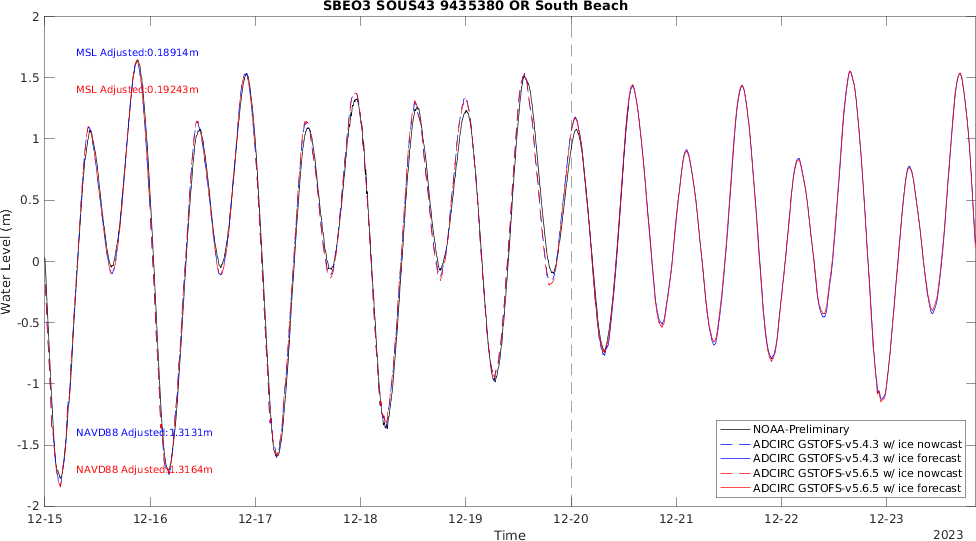 SBEO3 SOUS43 9435380 OR South Beach
2
1.5
1
0.5
0
-0.5
-1
-1.5
-2
Water Level (m)
MSL Adjusted:0.18914m
MSL Adjusted:0.19243m
NAVD88 Adjusted:1.3131m
NAVD88 Adjusted:1.3164m
NOAA-Preliminary
ADCIRC GSTOFS-v5.4.3 w/ ice nowcast
ADCIRC GSTOFS-v5.4.3 w/ ice forecast
ADCIRC GSTOFS-v5.6.5 w/ ice nowcast
ADCIRC GSTOFS-v5.6.5 w/ ice forecast
12-15 12-16 12-17 12-18 12-19 12-20 12-21 12-22 12-23
Time
2023